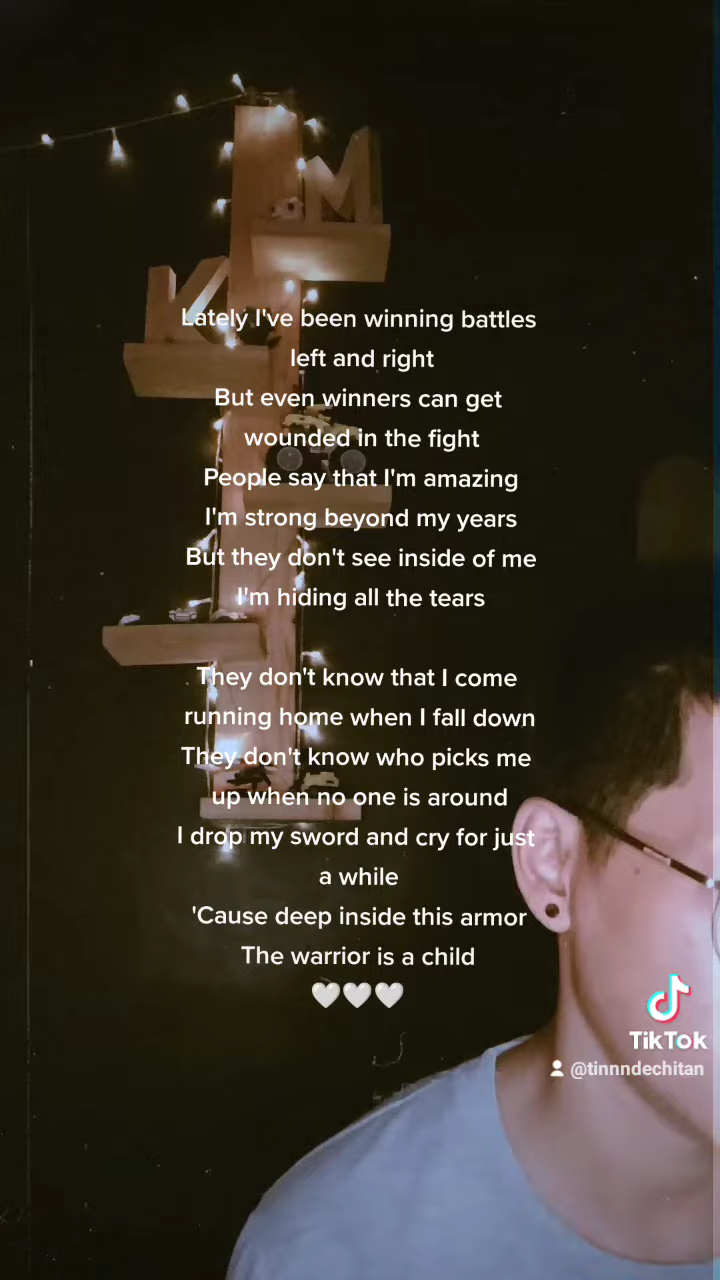 M
K
Lately I've been winning battles
left and right
But even winners can get
wounded in the fight
People say that I'm amazing
I'm strong beyond my years
But they don't see inside of me
I'm hiding all the tears
They don't know that I come
running home when I fall down
They don't know who picks me
up when no one is around
I drop my sword and cry for just
a while
'Cause deep inside this armor
The warrior is a child
🤍🤍🤍
TikTok
@tinnndechitan